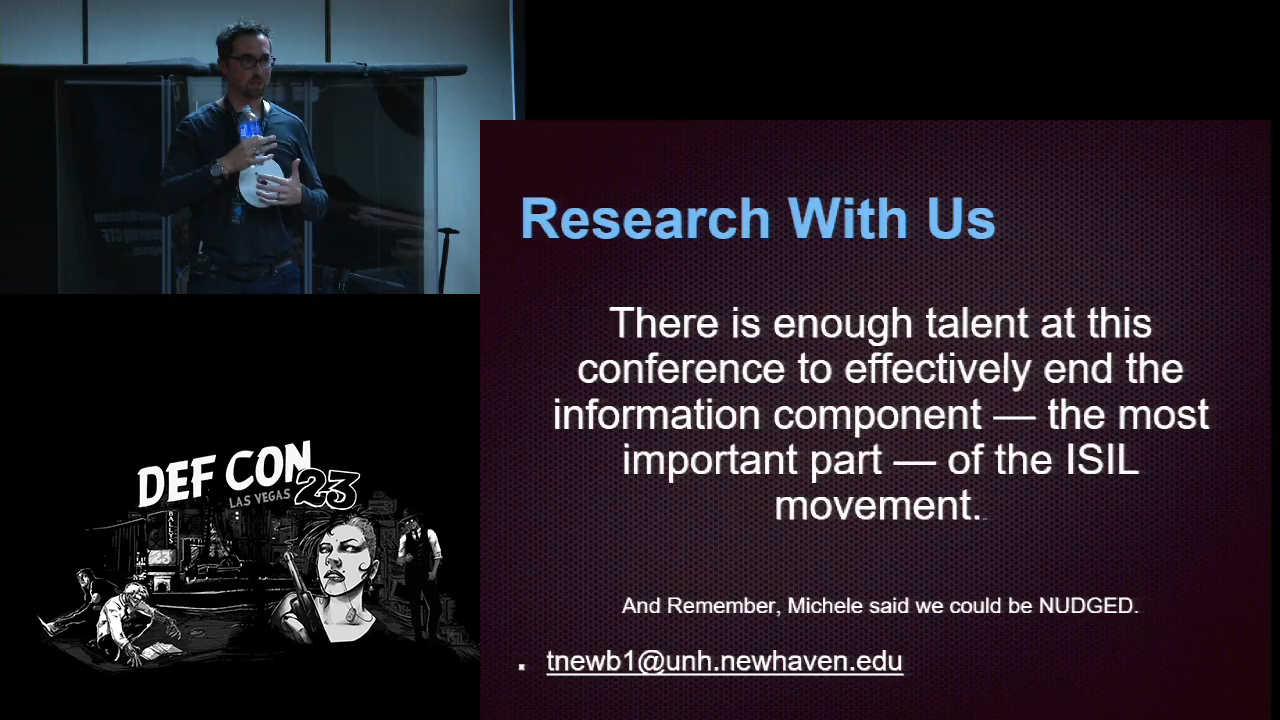 Research With Us
There is enough talent at this
conference to effectively end the
information component — the most
important part — of the ISIL
movement.
And Remember, Michele said we could be NUDGED.
tnewb1@unh.newhaven.edu
DEF CON
LAS VEGAS 23
BALLYS